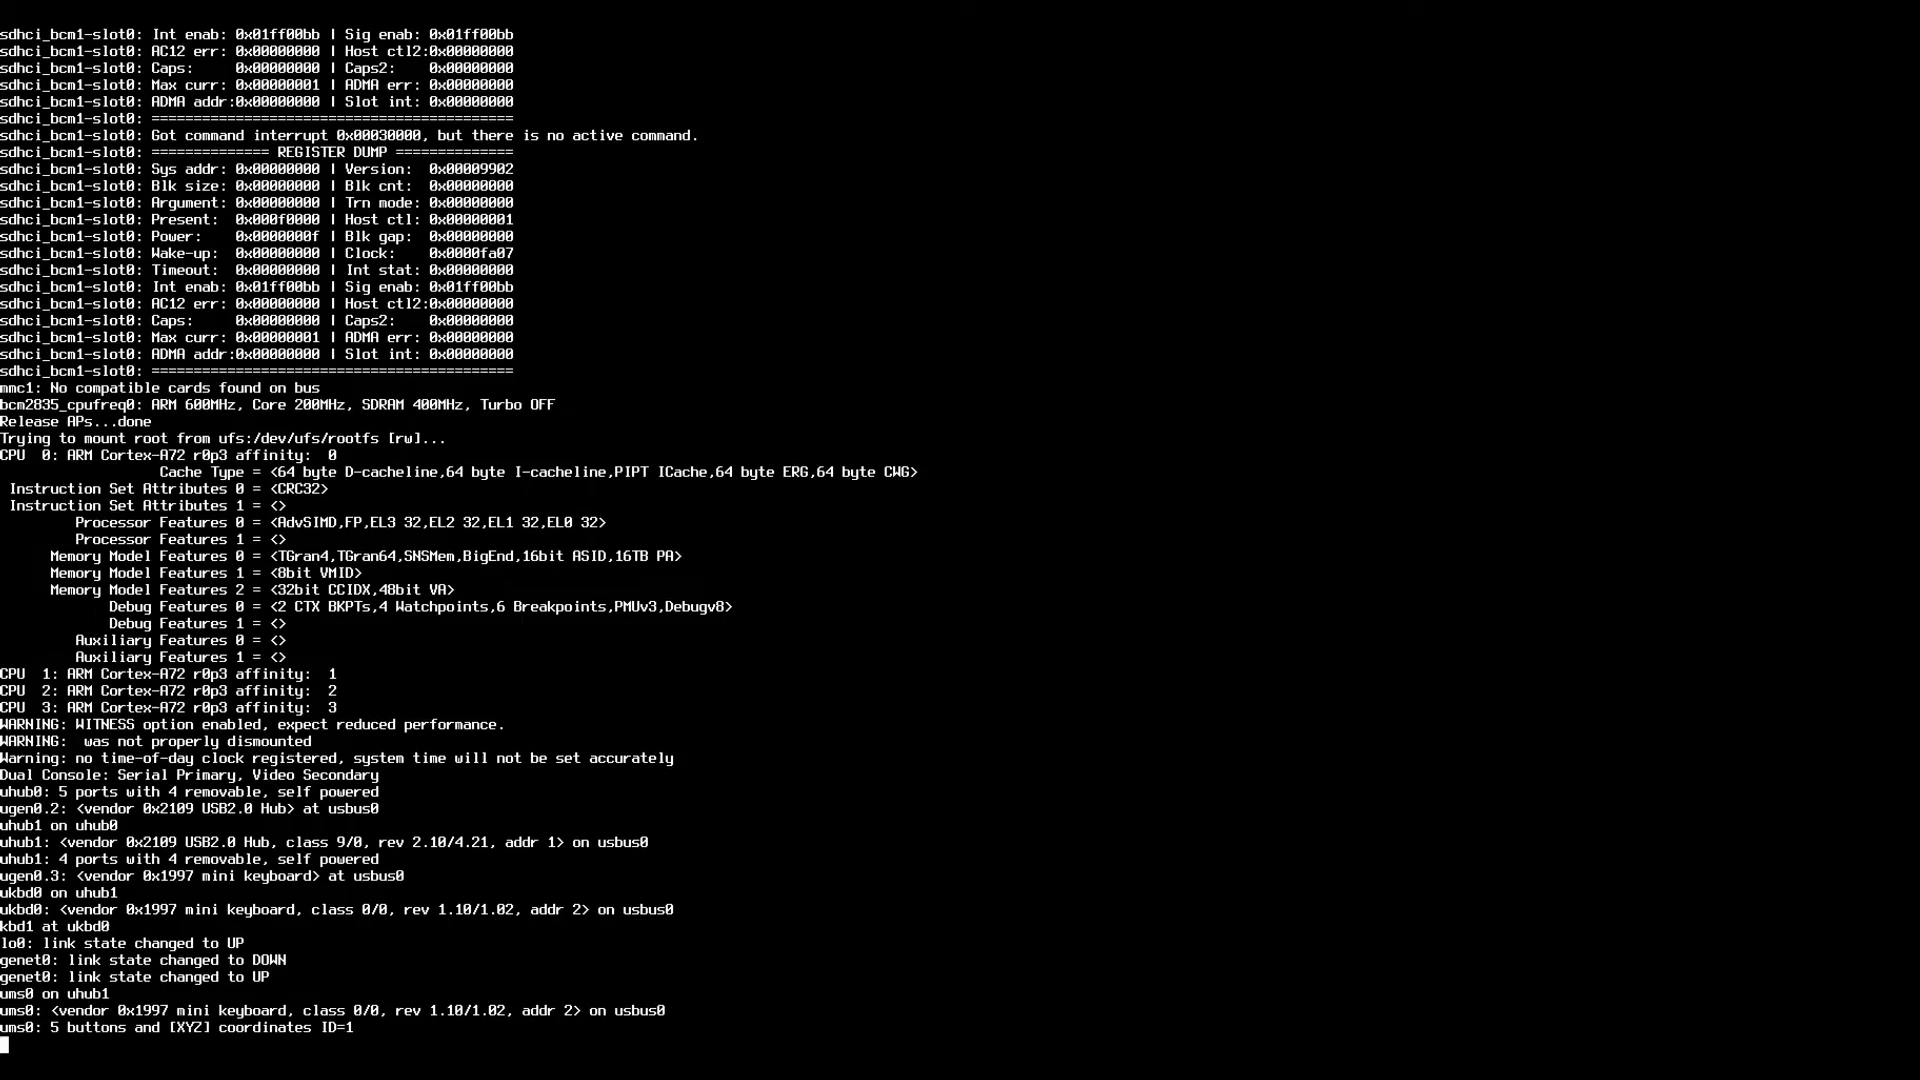 sdhci_bcm1-slot0: Int enab: 0x01ff00bb | Sig enab: 0x01ff00bb
sdhci_bcm1-slot0: AC12 err: 0x00000000 | Host ctl2:0x00000000
sdhci_bcm1-slot0: Caps:     0x00000000 | Caps2:    0x00000000
sdhci_bcm1-slot0: Max curr: 0x00000001 | ADMA err: 0x00000000
sdhci_bcm1-slot0: ADMA addr:0x00000000 | Slot int: 0x00000000
sdhci_bcm1-slot0: ===========================================
sdhci_bcm1-slot0: Got command interrupt 0x00030000, but there is no active command.
sdhci_bcm1-slot0: ============== REGISTER DUMP ==============
sdhci_bcm1-slot0: Sys addr: 0x00000000 | Version:  0x00009902
sdhci_bcm1-slot0: Blk size: 0x00000000 | Blk cnt:  0x00000000
sdhci_bcm1-slot0: Argument: 0x00000000 | Trn mode: 0x00000000
sdhci_bcm1-slot0: Present:  0x000f0000 | Host ctl: 0x00000001
sdhci_bcm1-slot0: Power:    0x0000000f | Blk gap:  0x00000000
sdhci_bcm1-slot0: Wake-up:  0x00000000 | Clock:    0x0000fa07
sdhci_bcm1-slot0: Timeout:  0x00000000 | Int stat: 0x00000000
sdhci_bcm1-slot0: Int enab: 0x01ff00bb | Sig enab: 0x01ff00bb
sdhci_bcm1-slot0: AC12 err: 0x00000000 | Host ctl2:0x00000000
sdhci_bcm1-slot0: Caps:     0x00000000 | Caps2:    0x00000000
sdhci_bcm1-slot0: Max curr: 0x00000001 | ADMA err: 0x00000000
sdhci_bcm1-slot0: ADMA addr:0x00000000 | Slot int: 0x00000000
sdhci_bcm1-slot0: ===========================================
mmc1: No compatible cards found on bus
bcm2835_cpufreq0: ARM 600MHz, Core 200MHz, SDRAM 400MHz, Turbo OFF
Release APs...done
Trying to mount root from ufs:/dev/ufs/rootfs [rw]...
CPU  0: ARM Cortex-A72 r0p3 affinity:  0
                   Cache Type = <64 byte D-cacheline,64 byte I-cacheline,PIPT ICache,64 byte ERG,64 byte CWG>
 Instruction Set Attributes 0 = <CRC32>
 Instruction Set Attributes 1 = <>
         Processor Features 0 = <AdvSIMD,FP,EL3 32,EL2 32,EL1 32,EL0 32>
         Processor Features 1 = <>
      Memory Model Features 0 = <TGran4,TGran64,SNSMem,BigEnd,16bit ASID,16TB PA>
      Memory Model Features 1 = <8bit VMID>
      Memory Model Features 2 = <32bit CCIDX,48bit VA>
             Debug Features 0 = <2 CTX BKPTs,4 Watchpoints,6 Breakpoints,PMUv3,Debugv8>
             Debug Features 1 = <>
         Auxiliary Features 0 = <>
         Auxiliary Features 1 = <>
CPU  1: ARM Cortex-A72 r0p3 affinity:  1
CPU  2: ARM Cortex-A72 r0p3 affinity:  2
CPU  3: ARM Cortex-A72 r0p3 affinity:  3
WARNING: WITNESS option enabled, expect reduced performance.
WARNING:  was not properly dismounted
Warning: no time-of-day clock registered, system time will not be set accurately
Dual Console: Serial Primary, Video Secondary
uhub0: 5 ports with 4 removable, self powered
ugen0.2: <vendor 0x2109 USB2.0 Hub> at usbus0
uhub1 on uhub0
uhub1: <vendor 0x2109 USB2.0 Hub, class 9/0, rev 2.10/4.21, addr 1> on usbus0
uhub1: 4 ports with 4 removable, self powered
ugen0.3: <vendor 0x1997 mini keyboard> at usbus0
ukbd0 on uhub1
ukbd0: <vendor 0x1997 mini keyboard, class 0/0, rev 1.10/1.02, addr 2> on usbus0
kbd1 at ukbd0
lo0: link state changed to UP
genet0: link state changed to DOWN
genet0: link state changed to UP
ums0 on uhub1
ums0: <vendor 0x1997 mini keyboard, class 0/0, rev 1.10/1.02, addr 2> on usbus0
ums0: 5 buttons and [XYZ] coordinates ID=1